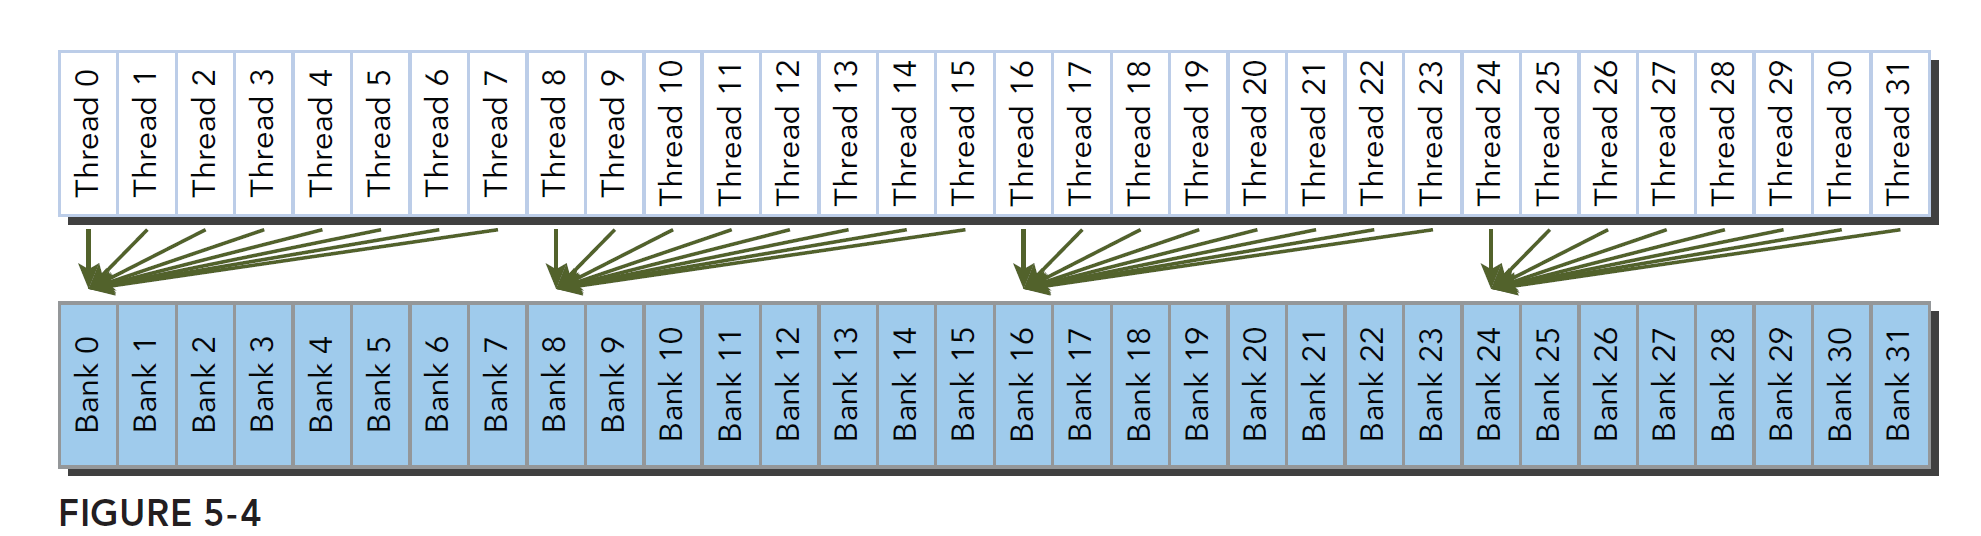 Thread 0 Thread 1 Thread 2 Thread 3 Thread 4 Thread 5 Thread 6 Thread 7 Thread 8 Thread 9 Thread 10 Thread 11 Thread 12 Thread 13 Thread 14 Thread 15 Thread 16 Thread 17 Thread 18 Thread 19 Thread 20 Thread 21 Thread 22 Thread 23 Thread 24 Thread 25 Thread 26 Thread 27 Thread 28 Thread 29 Thread 30 Thread 31
Bank 0 Bank 1 Bank 2 Bank 3 Bank 4 Bank 5 Bank 6 Bank 7 Bank 8 Bank 9 Bank 10 Bank 11 Bank 12 Bank 13 Bank 14 Bank 15 Bank 16 Bank 17 Bank 18 Bank 19 Bank 20 Bank 21 Bank 22 Bank 23 Bank 24 Bank 25 Bank 26 Bank 27 Bank 28 Bank 29 Bank 30 Bank 31
FIGURE 5-4